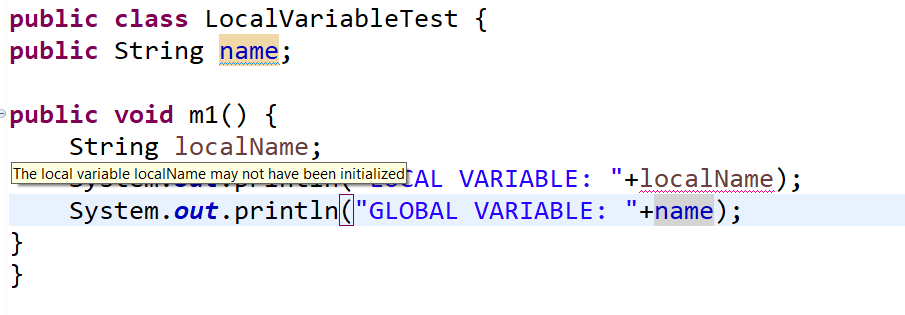 public class LocalVariableTest {
public String name;
public void m1() {
String localName;
The local variable localName may not have been initialized
System.out.println("LOCAL VARIABLE: "+localName);
System.out.println("GLOBAL VARIABLE: "+name);
}
}